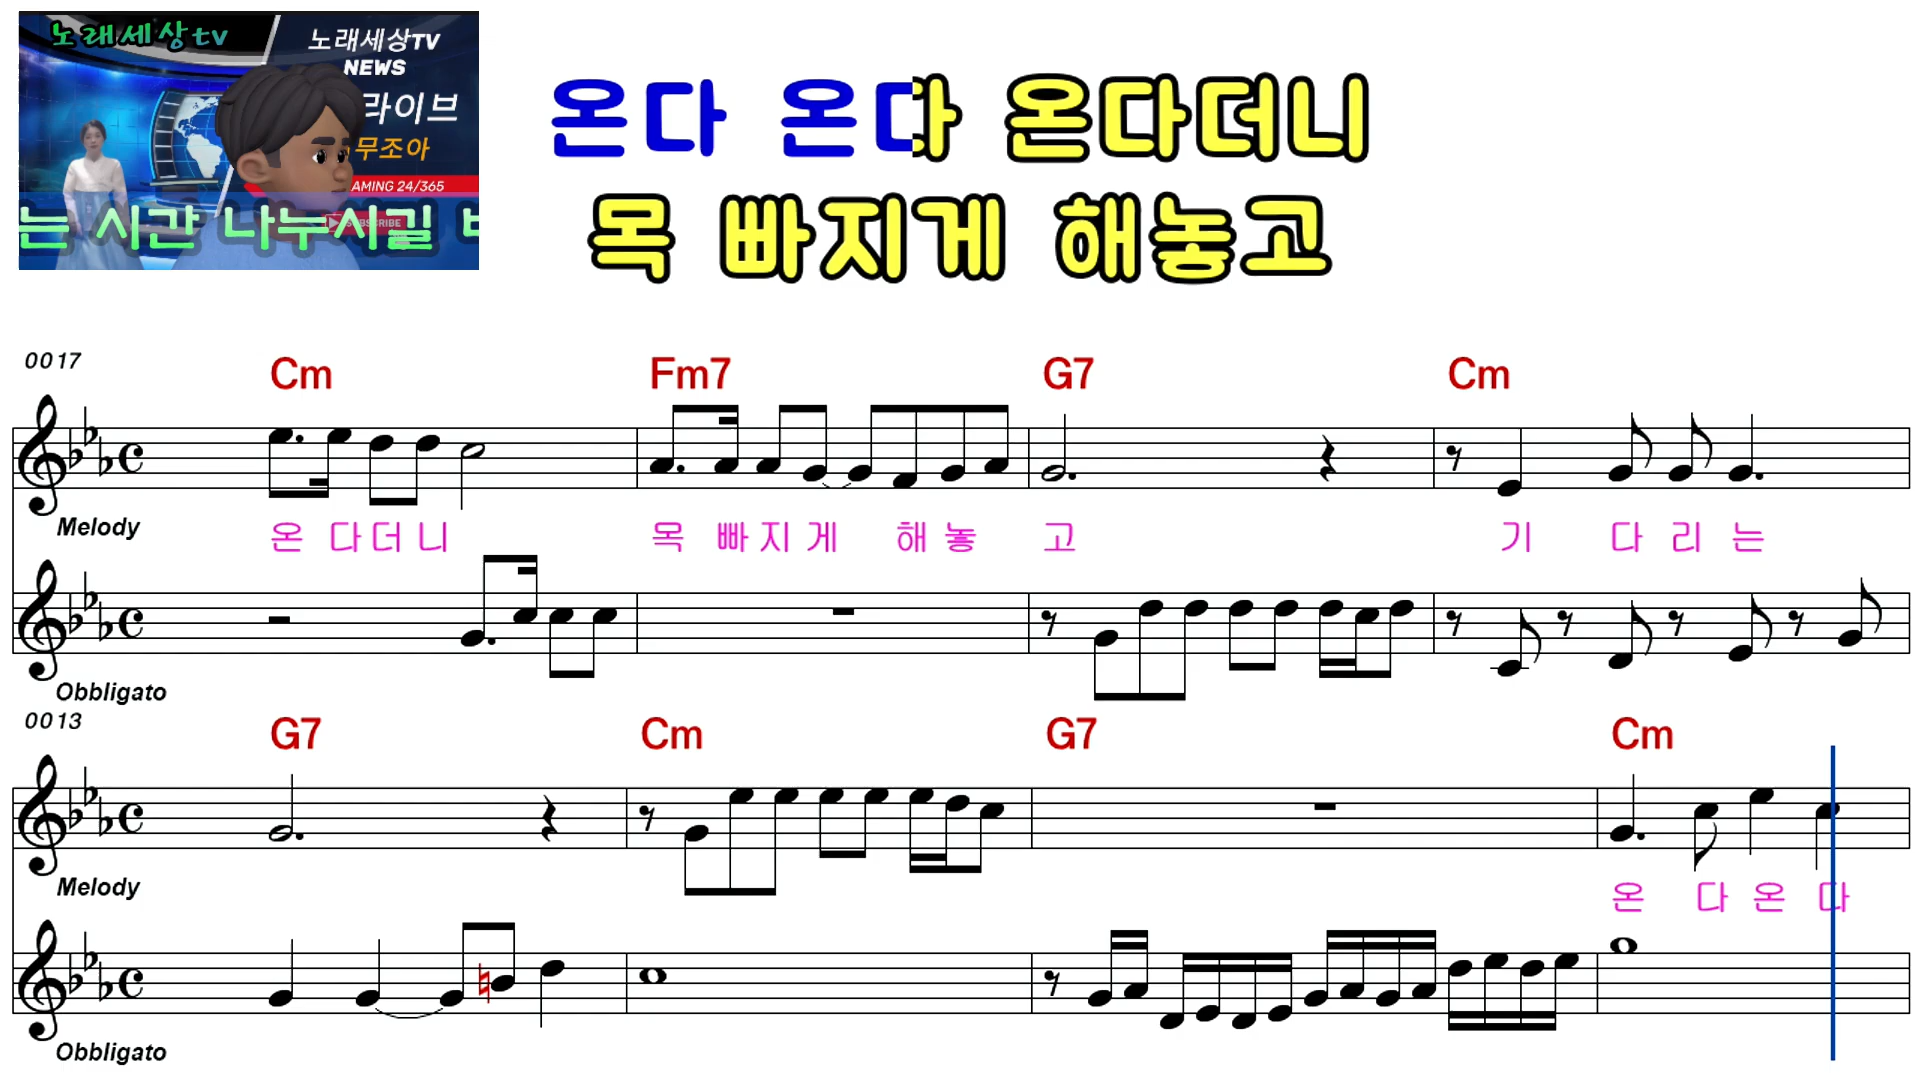 노래세상tv
노래세상TV
NEWS
라이브
무조아
AMING 24/365
SUBSCRIBE
는 시간 나누시길
온다 온다 온다더니
목 빠지게 해놓고
0017
Cm Fm7 G7 Cm
Melody
온 다더니 목 빠지게 해놓 고 기 다 리 는
Obbligato
0013
G7 Cm G7 Cm
Melody
온 다 온 다
Obbligato